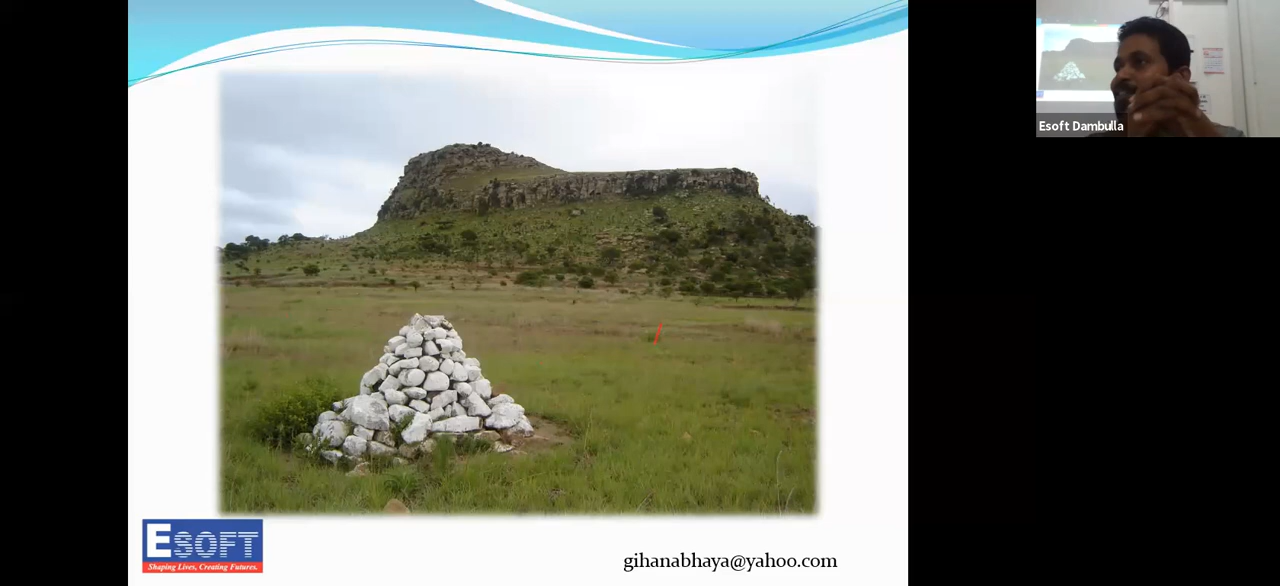 Esoft Dambulla
ESOFT
Shaping Lives, Creating Futures.
gihanabhaya@yahoo.com